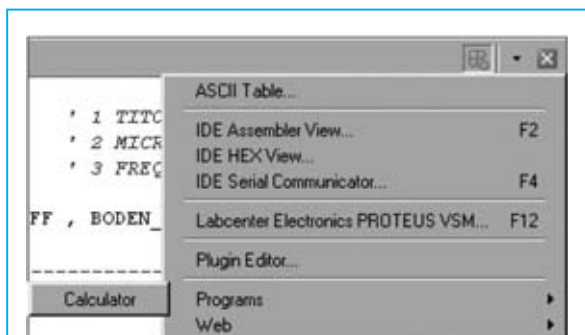 ASCII Table...
' 1 TITC
IDE Assembler View... F2
' 2 MICR
IDE HEX View...
' 3 FREQ
IDE Serial Communicator... F4
FF , BODEN_
Labcenter Electronics PROTEUS VSM... F12
Plugin Editor...
Calculator
Programs
Web